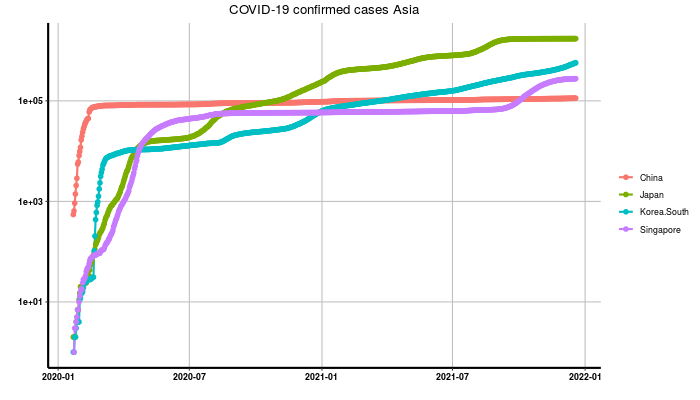 COVID-19 confirmed cases Asia
1e+05
1e+03
1e+01
2020-01 2020-07 2021-01 2021-07 2022-01
China
Japan
Korea.South
Singapore